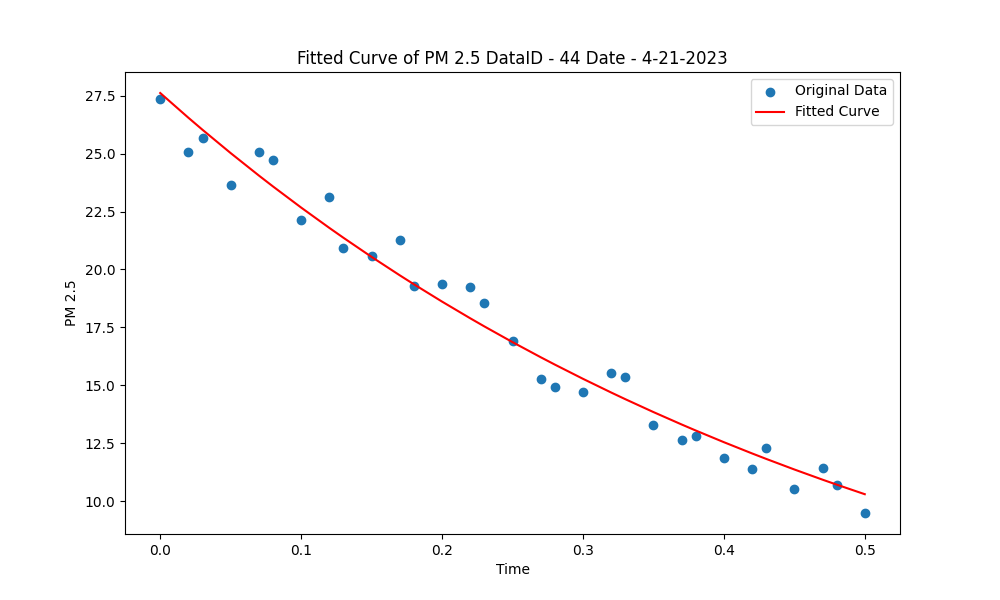 Fitted Curve of PM 2.5 DataID - 44 Date - 4-21-2023
Original Data
Fitted Curve
PM 2.5
27.5
25.0
22.5
20.0
17.5
15.0
12.5
10.0
0.0 0.1 0.2 0.3 0.4 0.5
Time